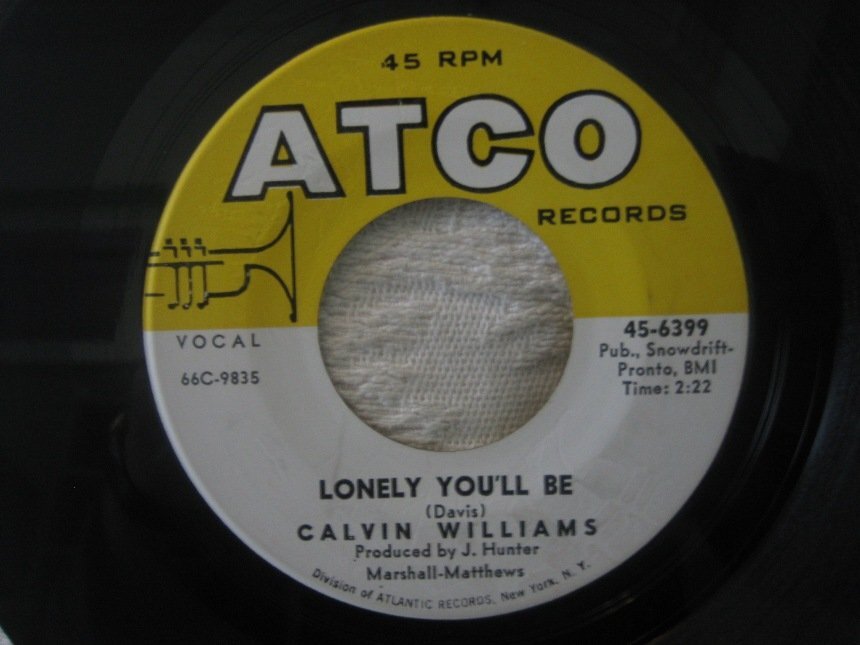 45 RPM
ATCO
RECORDS
VOCAL
66C-9835
45-6399
Pub., Snowdrift-
Pronto, BMI
Time: 2:22
LONELY YOU'LL BE
(Davis)
CALVIN WILLIAMS
Produced by J. Hunter
Marshall-Matthews
Division of ATLANTIC RECORDS, New York, N. Y.